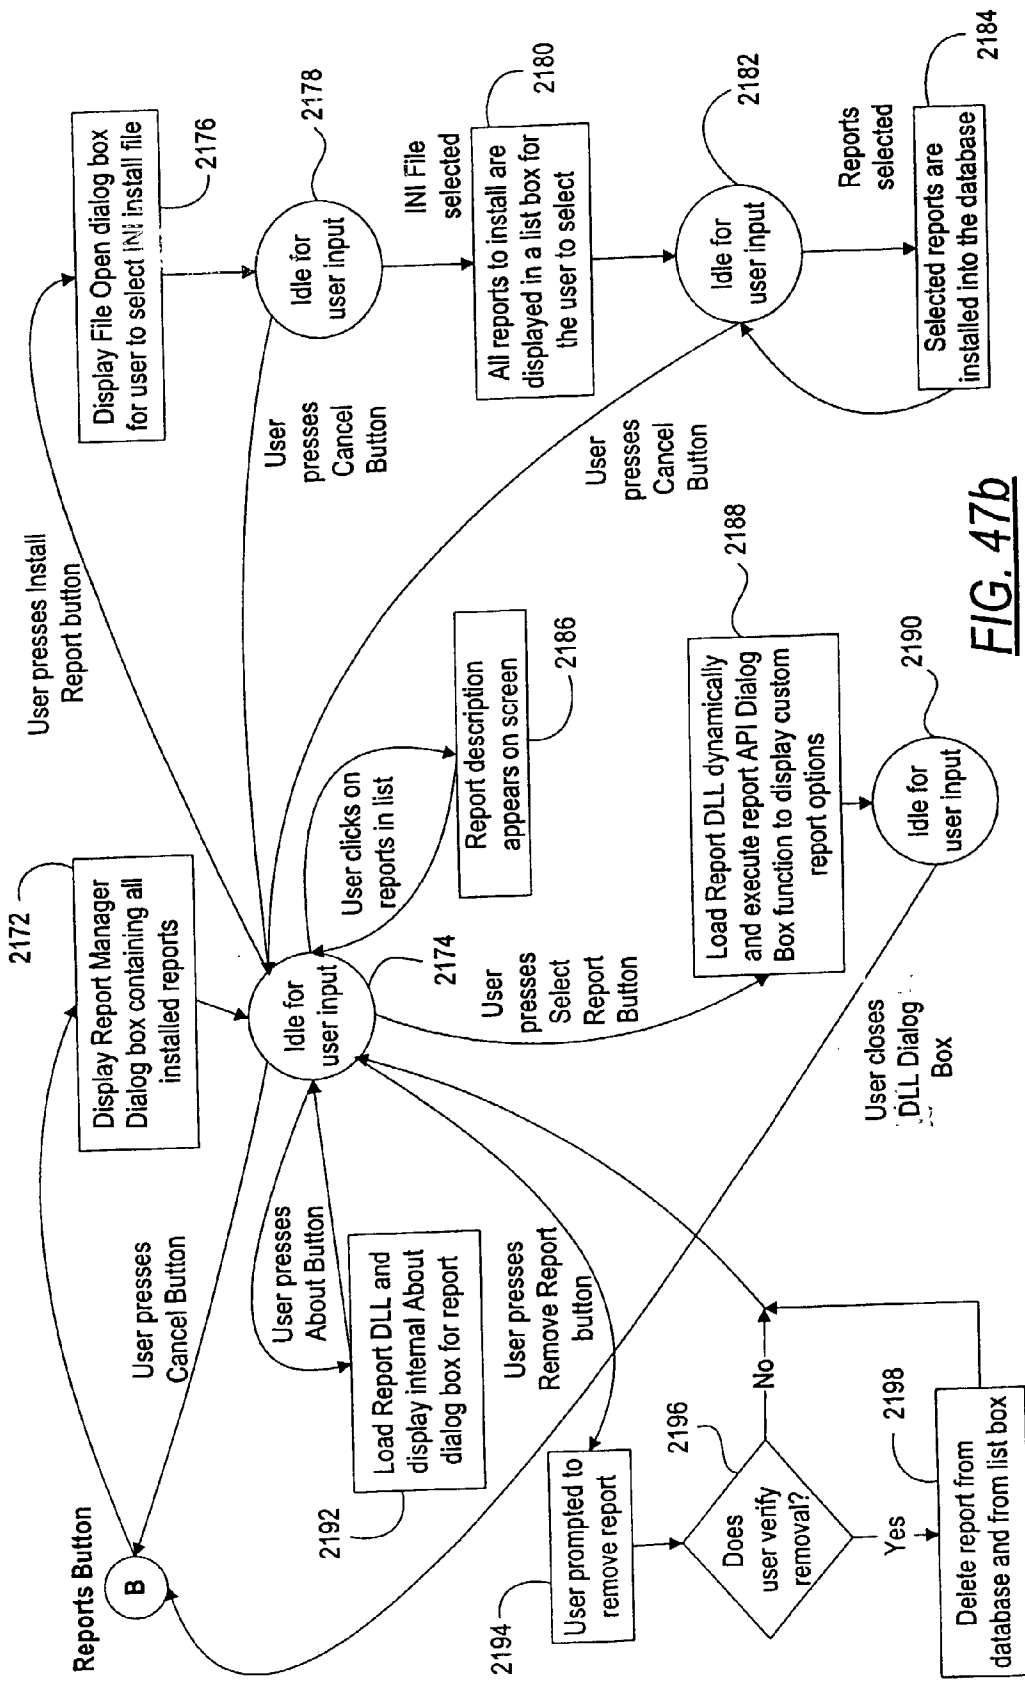 Reports Button
B
User presses
Cancel Button
2172
Display Report Manager
Dialog box containing all
installed reports
User presses Install
Report button
Display File Open dialog box
for user to select INI install file
2176
Idle for
user input
2178
User
presses
Cancel
Button
INI File
selected
2180
All reports to install are
displayed in a list box for
the user to select
Idle for
user input
2182
User
presses
Cancel
Button
Reports
selected
2184
Selected reports are
installed into the database
Idle for
user input
2174
User clicks on
reports in list
Report description
appears on screen
2186
User
presses
Select
Report
Button
2188
Load Report DLL dynamically
and execute report API Dialog
Box function to display custom
report options
Idle for
user input
2190
User closes
DLL Dialog
Box
User presses
About Button
Load Report DLL and
display internal About
dialog box for report
2192
User presses
Remove Report
button
2194
User prompted to
remove report
2196
Does
user verify
removal?
No
Yes
2198
Delete report from
database and from list box
FIG. 47b